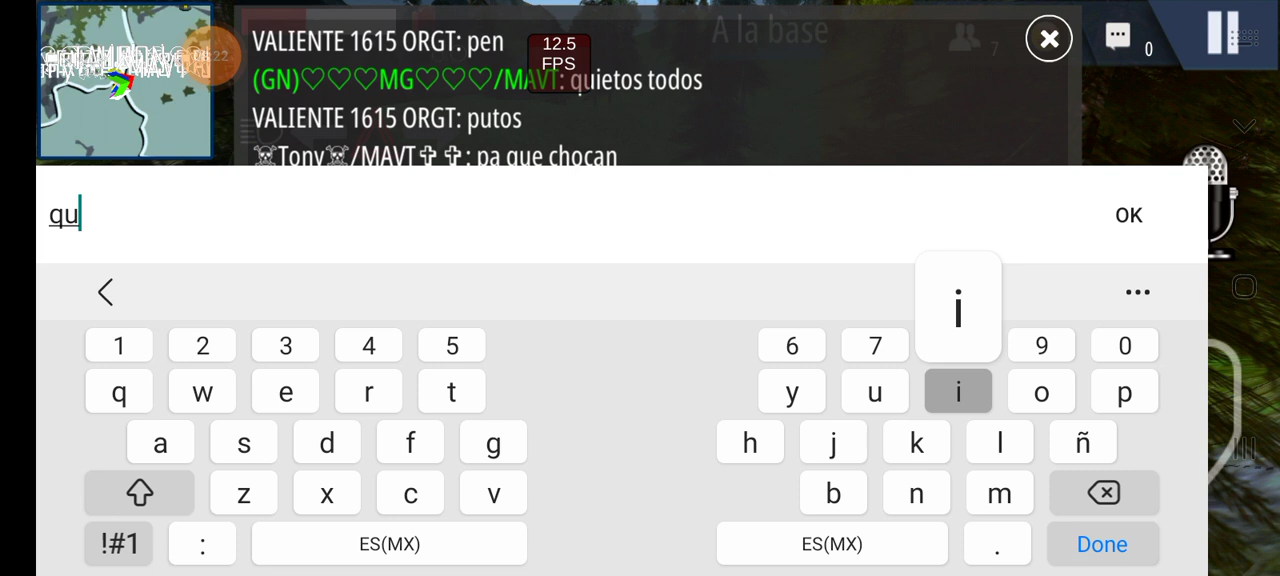 A la base
7
0
VALIENTE 1615 ORGT: pen
12.5
FPS
(GN)♡♡♡MG♡♡♡/MAVT: quietos todos
VALIENTE 1615 ORGT: putos
☠Tony☠/MAVT✞✞: pa que chocan
qu
OK
i
1 2 3 4 5 6 7 9 0
q w e r t y u i o p
a s d f g h j k l ñ
z x c v b n m
!#1 : ES(MX) ES(MX) . Done